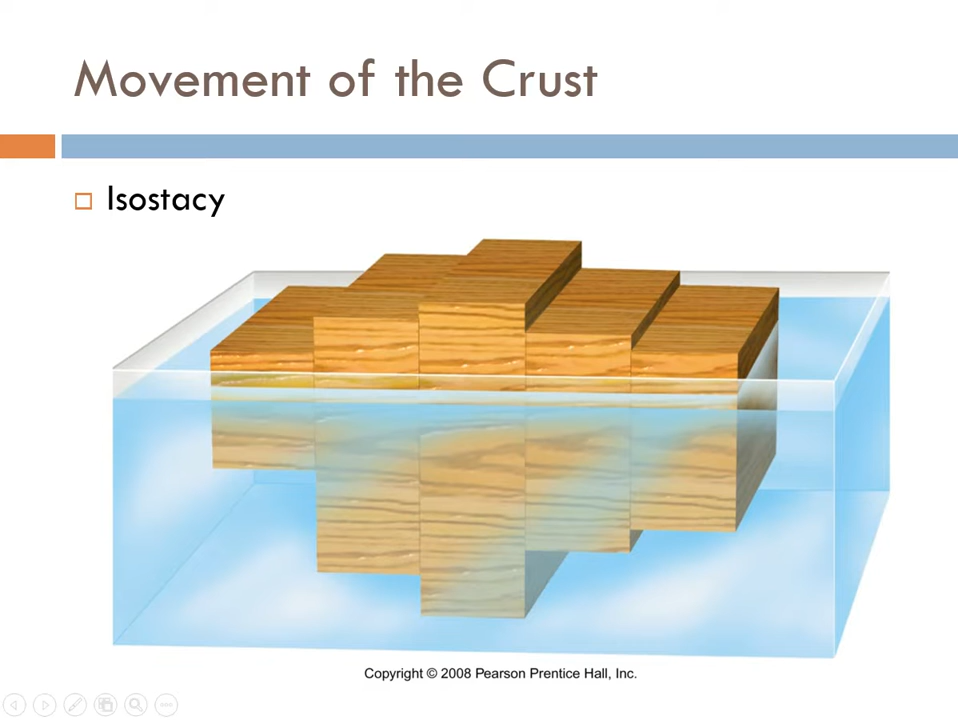 Movement of the Crust
Isostacy
Copyright © 2008 Pearson Prentice Hall, Inc.